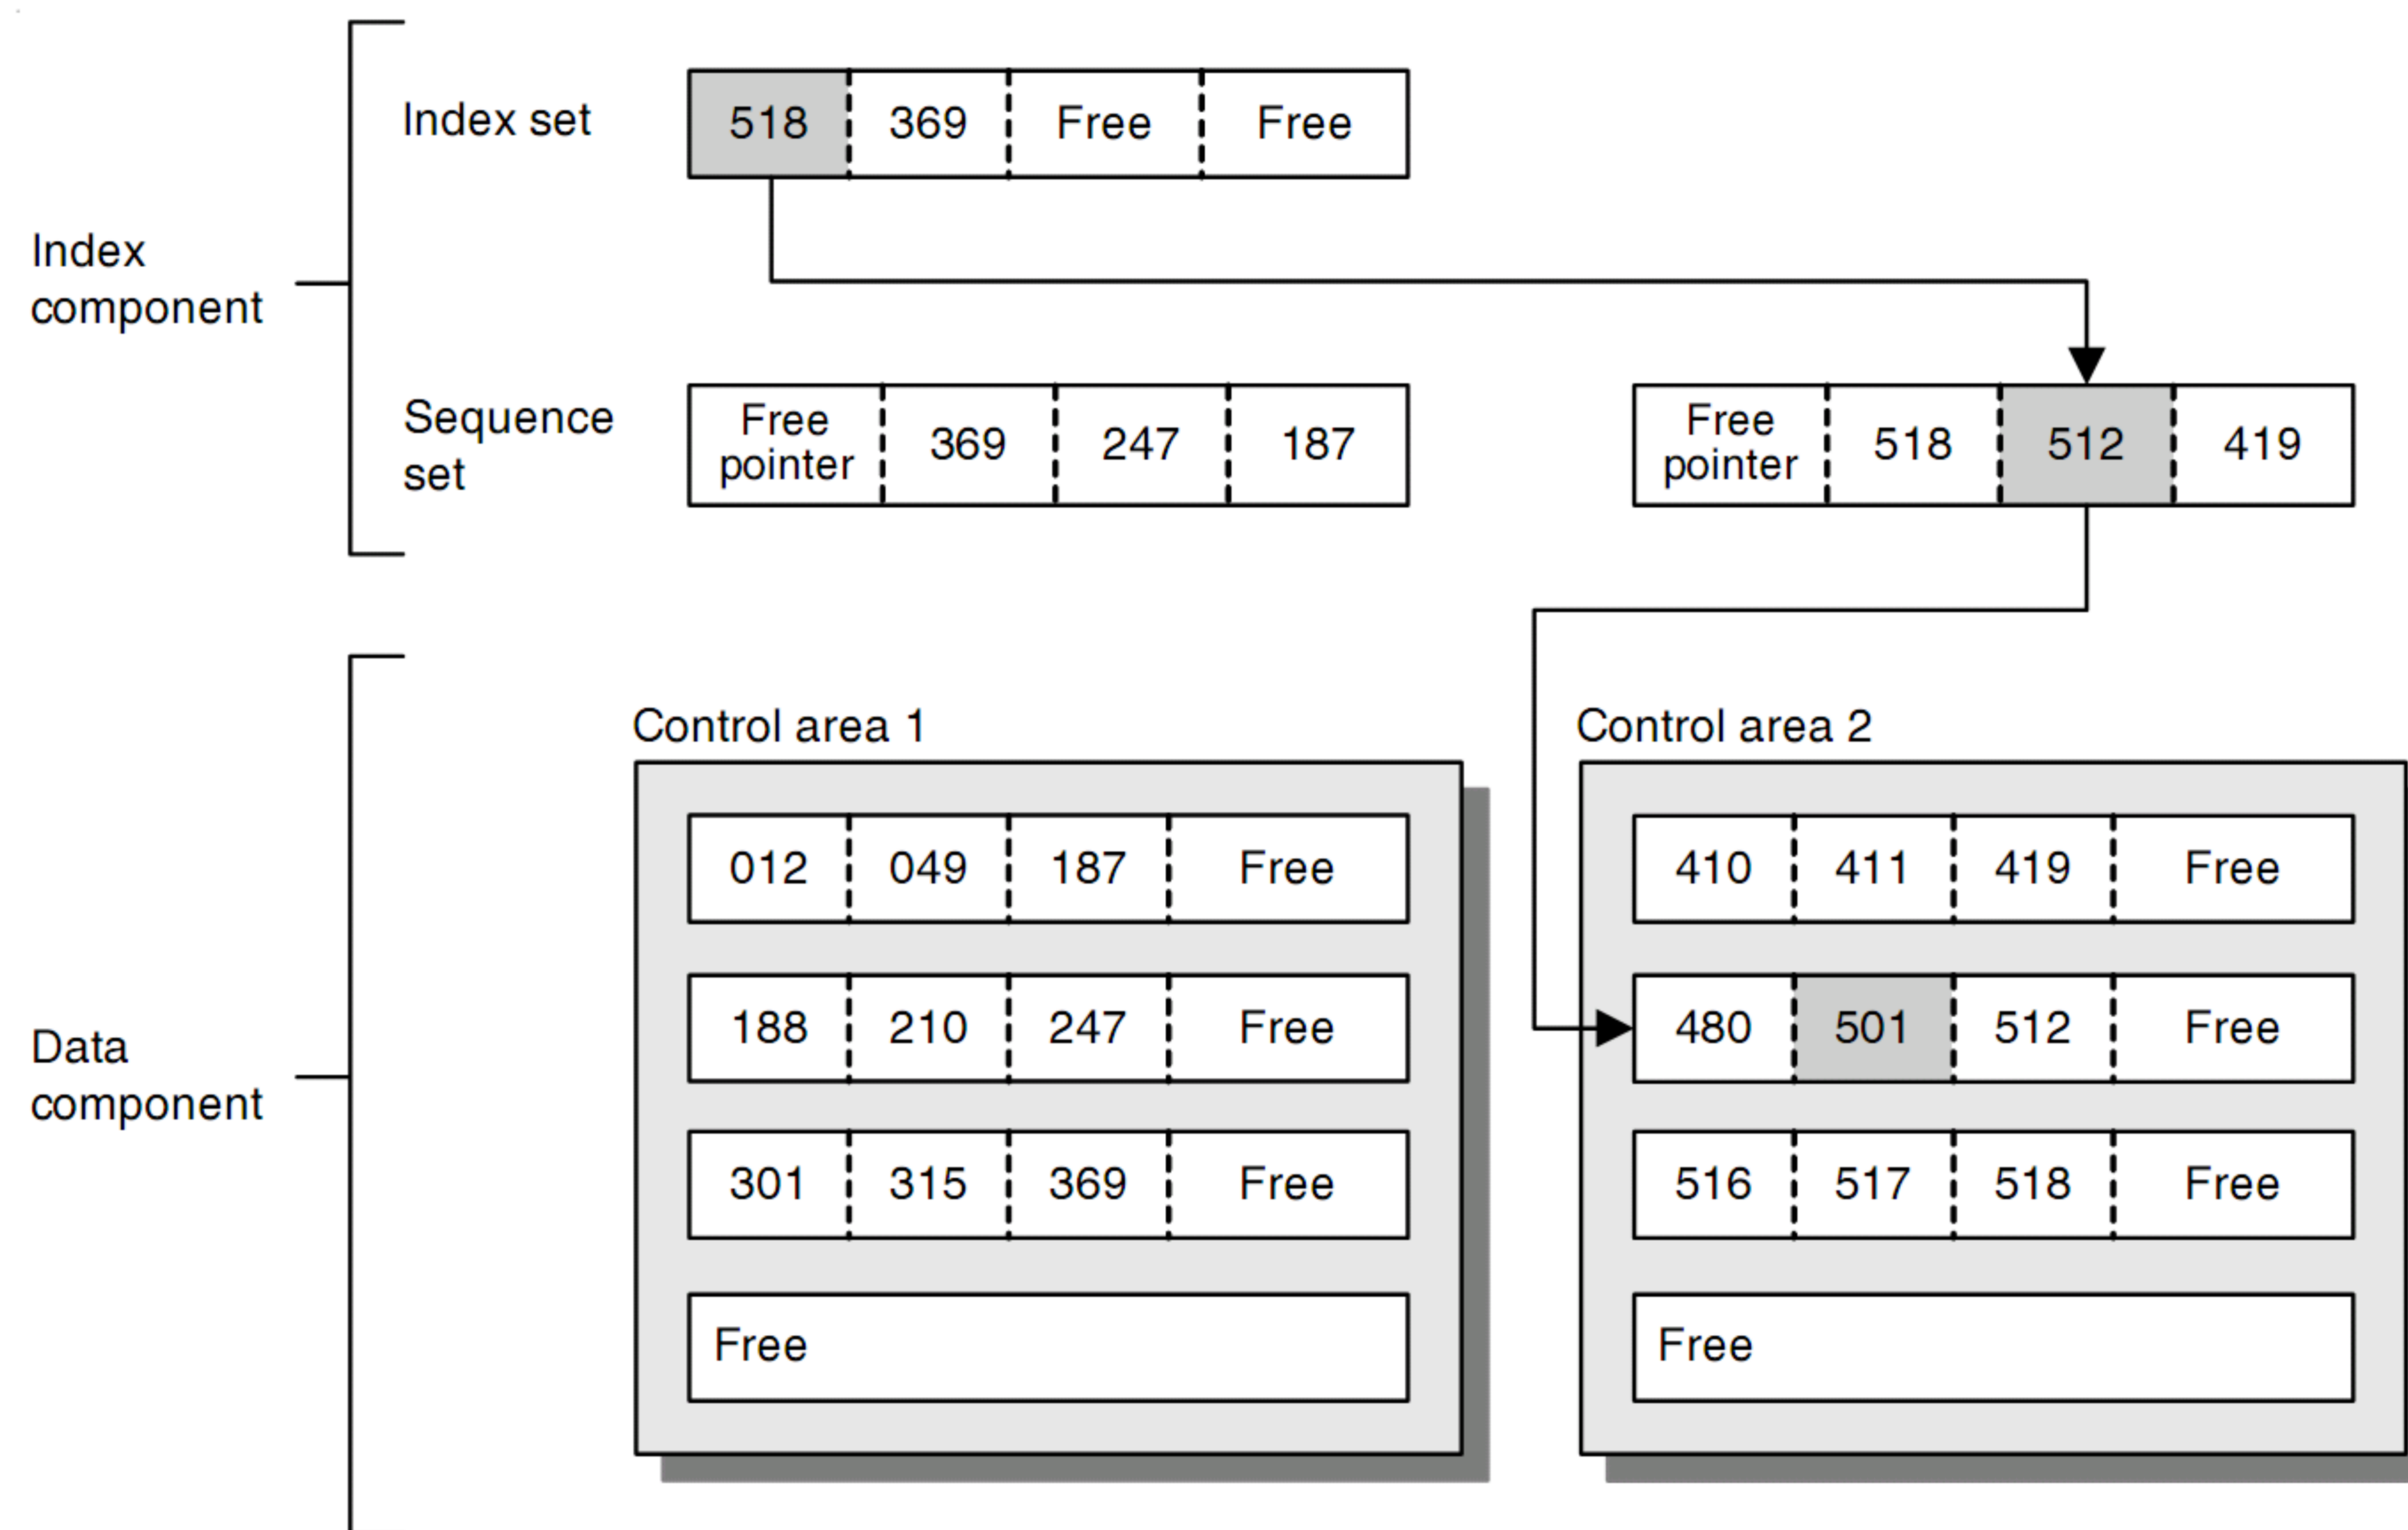 Index set
518 369 Free Free
Index
component
Sequence
set
Free
pointer
369 247 187
Free
pointer
518 512 419
Control area 1
012 049 187 Free
188 210 247 Free
301 315 369 Free
Free
Control area 2
410 411 419 Free
480 501 512 Free
516 517 518 Free
Free
Data
component